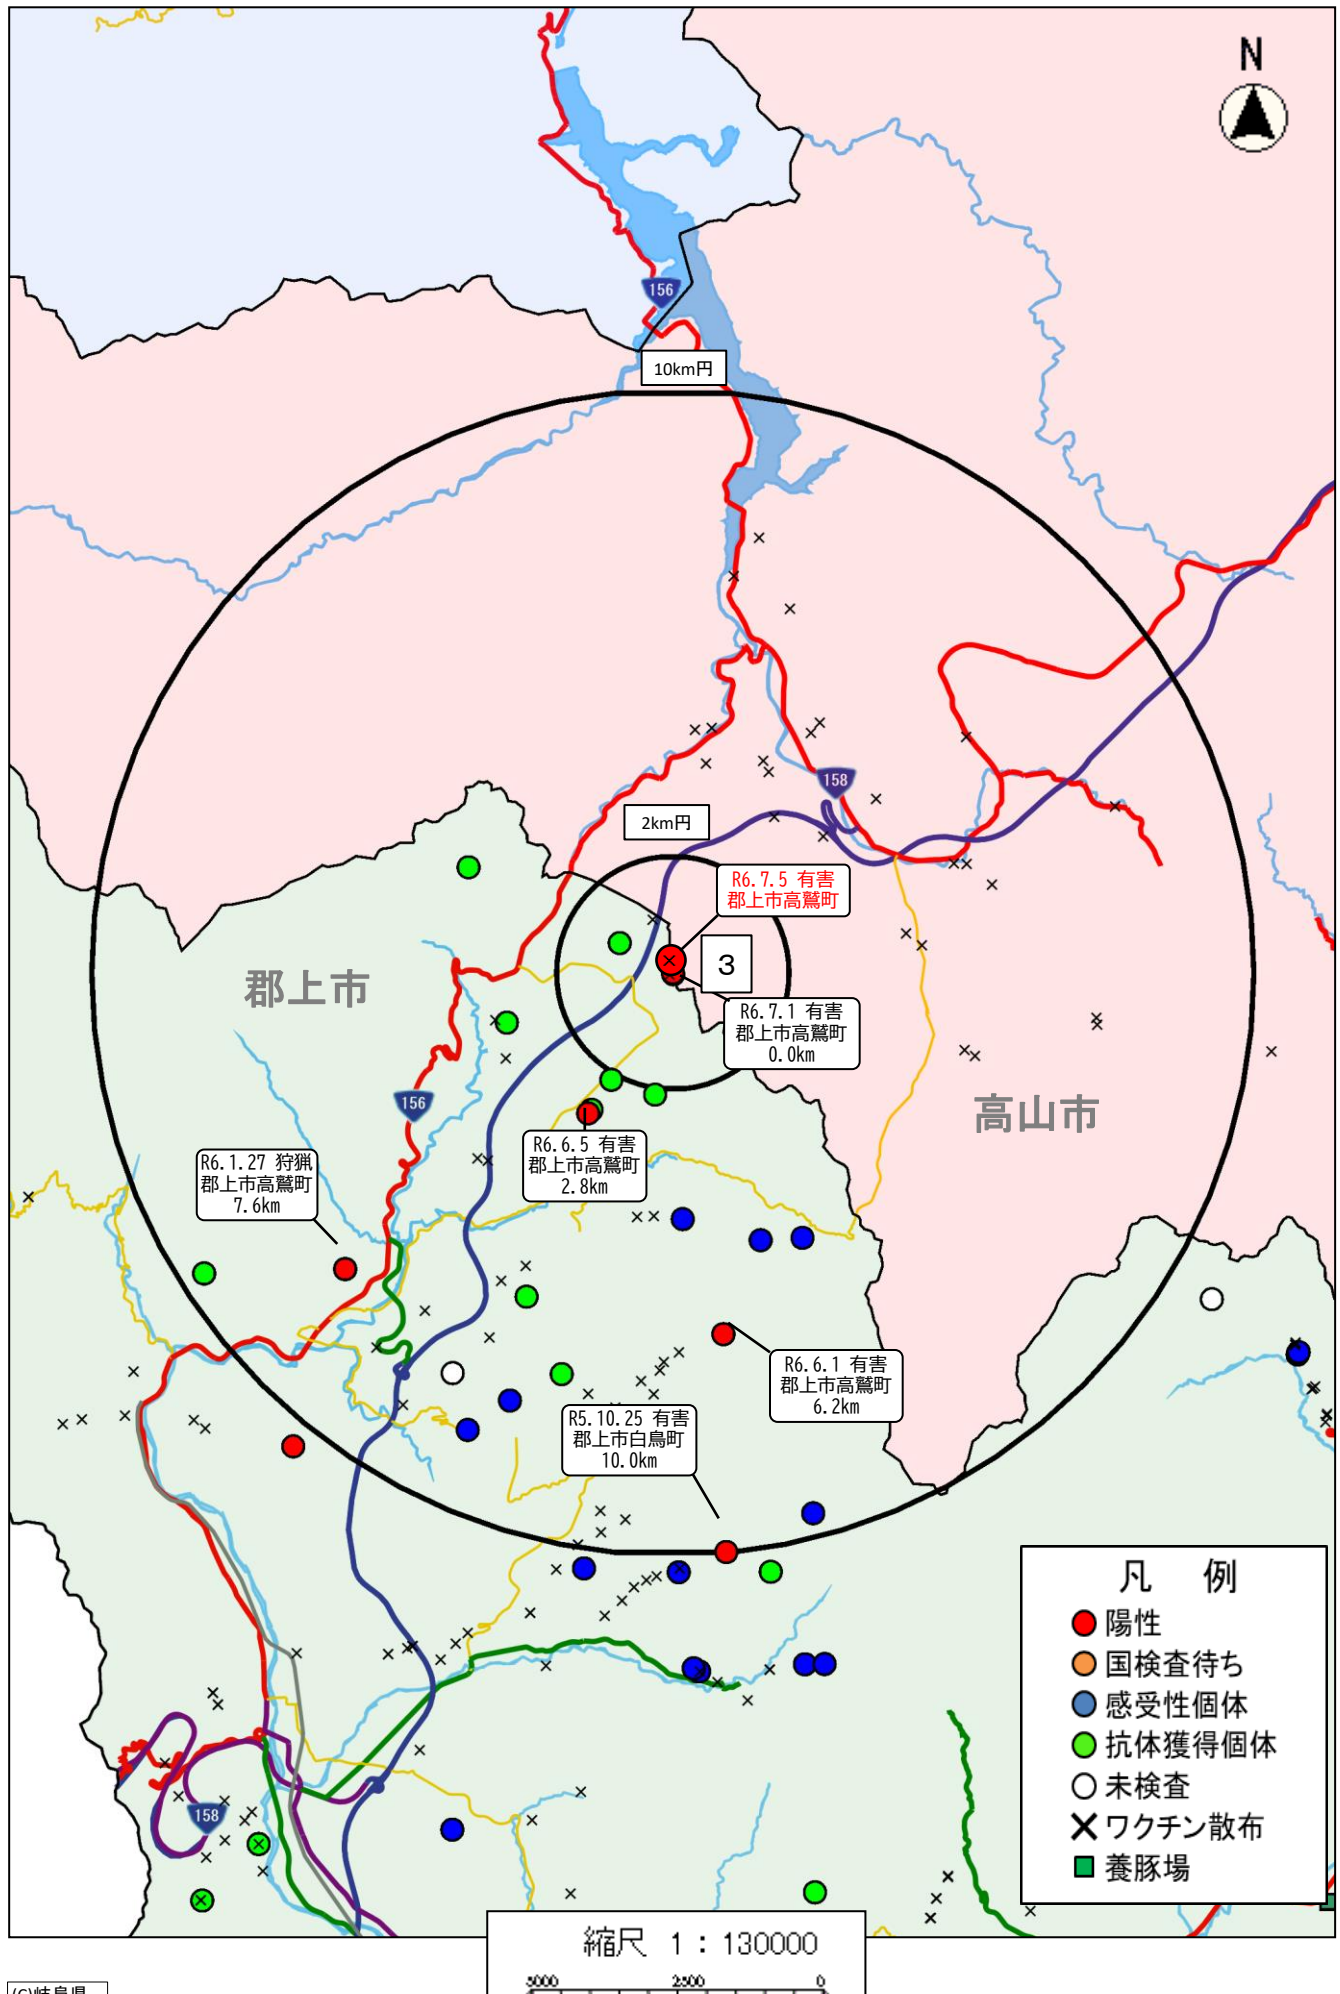 N
156
10km円
158
2km円
R6.7.5 有害
郡上市高鷲町
3
郡上市
R6.7.1 有害
郡上市高鷲町
0.0km
156
高山市
R6.6.5 有害
郡上市高鷲町
2.8km
R6.1.27 狩猟
郡上市高鷲町
7.6km
R6.6.1 有害
郡上市高鷲町
6.2km
R5.10.25 有害
郡上市白鳥町
10.0km
凡 例
陽性
国検査待ち
感受性個体
抗体獲得個体
未検査
ワクチン散布
養豚場
158
縮尺 1：130000
5000 2500 0
(C)岐阜県